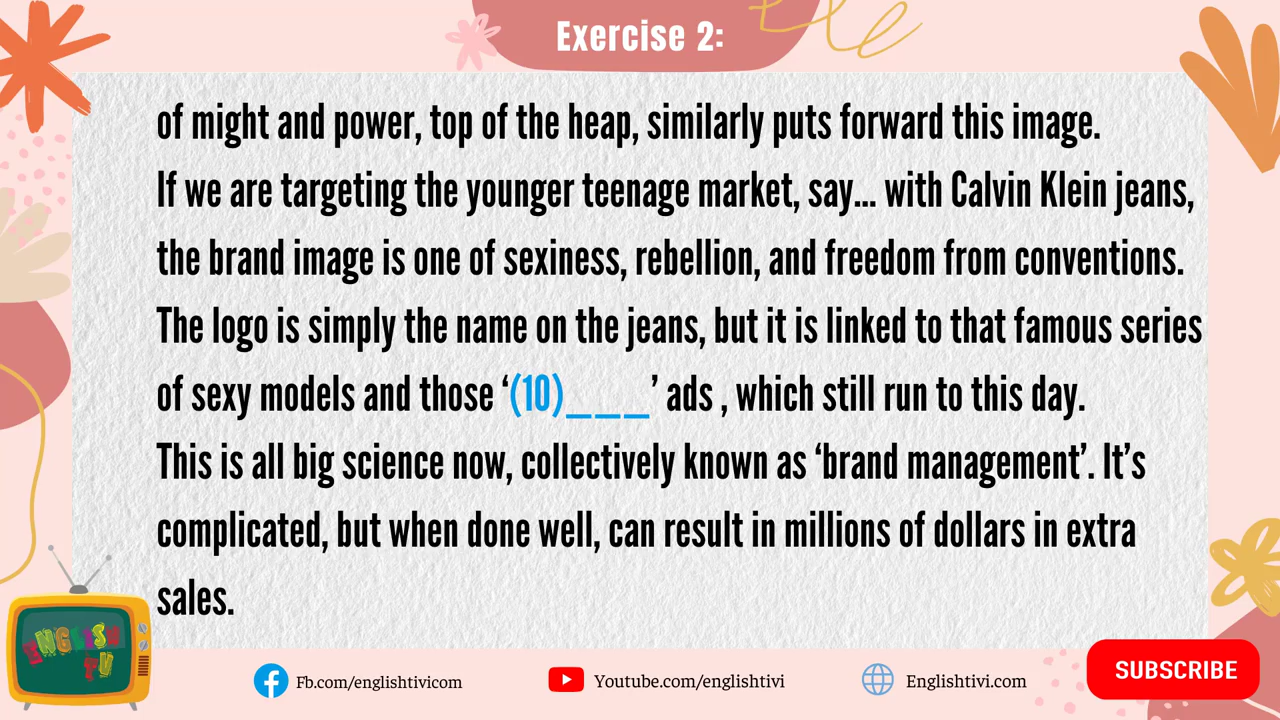 Exercise 2:
of might and power, top of the heap, similarly puts forward this image.
If we are targeting the younger teenage market, say... with Calvin Klein jeans,
the brand image is one of sexiness, rebellion, and freedom from conventions.
The logo is simply the name on the jeans, but it is linked to that famous series
of sexy models and those ‘(10)___’ ads , which still run to this day.
This is all big science now, collectively known as ‘brand management’. It’s
complicated, but when done well, can result in millions of dollars in extra
sales.
ENGLISH
TV
Fb.com/englishtivicom
Youtube.com/englishtivi
Englishtivi.com
SUBSCRIBE